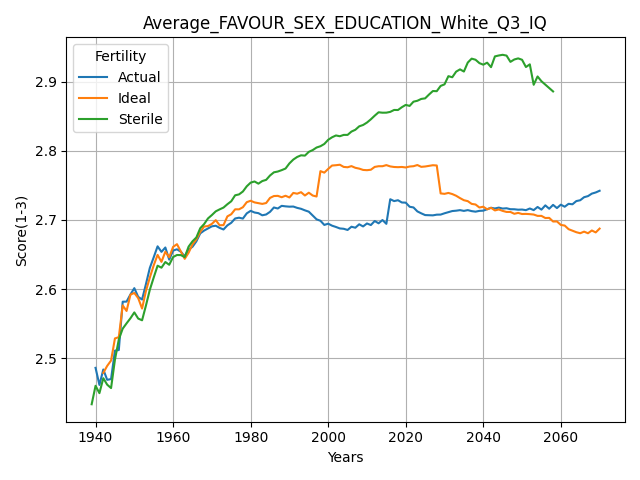 Average_FAVOUR_SEX_EDUCATION_White_Q3_IQ
Fertility
Actual
Ideal
Sterile
Score(1-3)
2.9
2.8
2.7
2.6
2.5
1940 1960 1980 2000 2020 2040 2060
Years